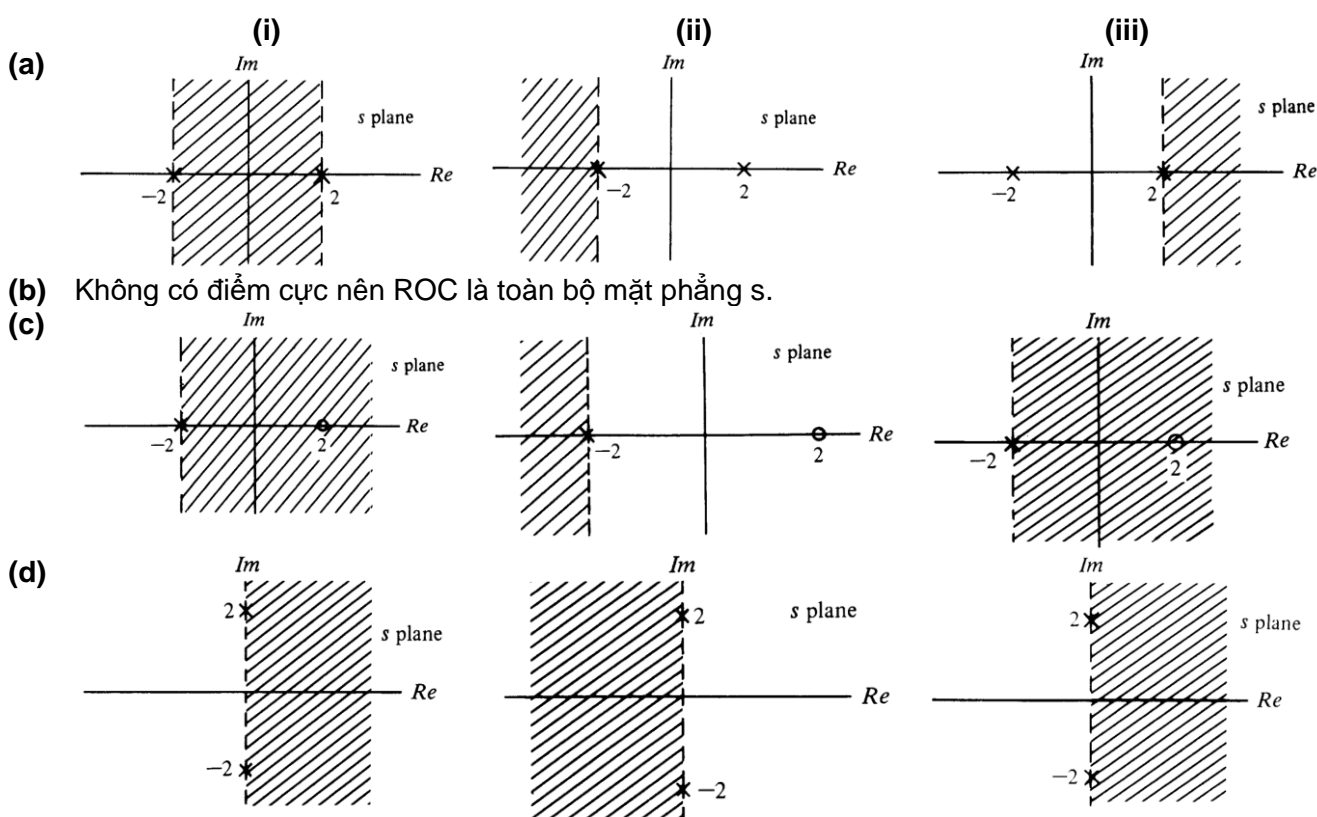 (i) (ii) (iii)
(a)
Im Im Im
s plane s plane s plane
Re Re Re
−2 2 −2 2 −2 2
(b) Không có điểm cực nên ROC là toàn bộ mặt phẳng s.
(c)
Im Im Im
s plane s plane s plane
Re Re Re
−2 2 −2 2 −2 2
(d)
Im Im Im
2 2 2
s plane s plane s plane
Re Re Re
−2 −2 −2